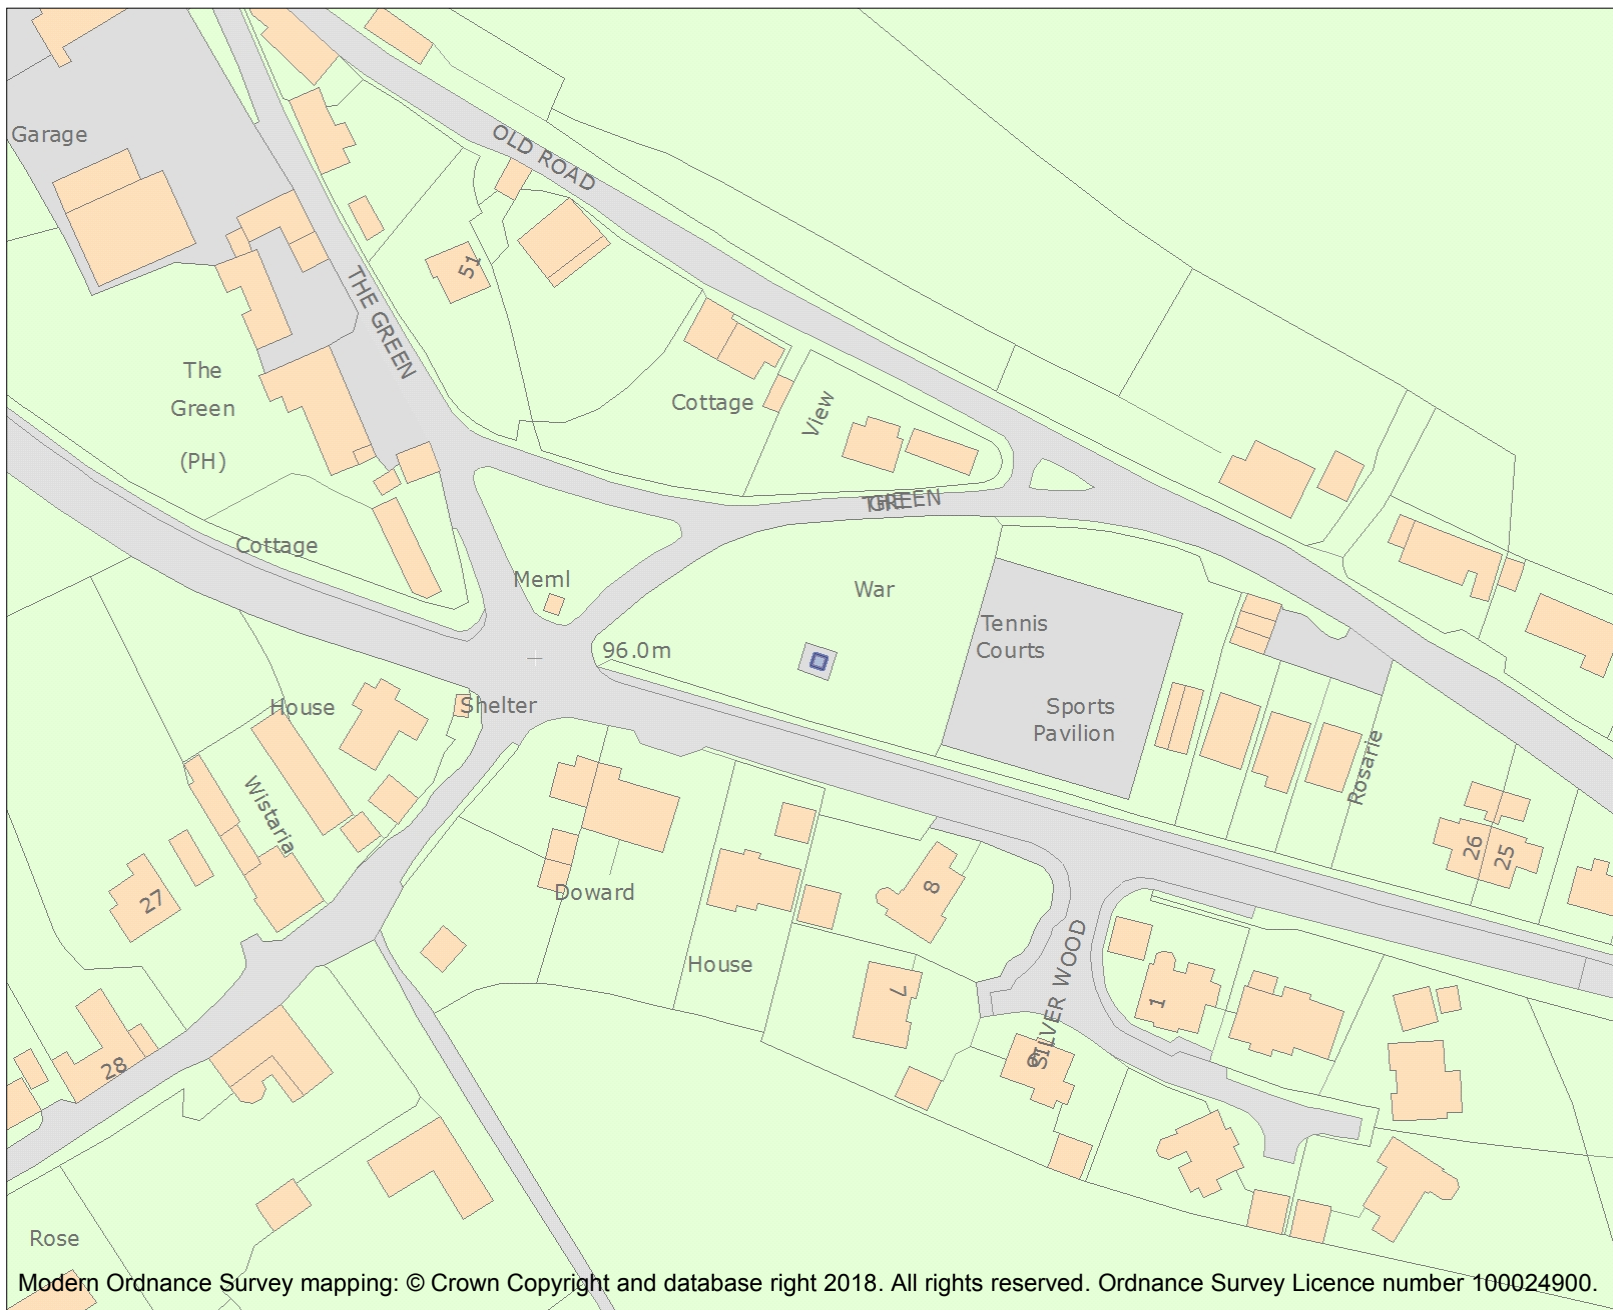 Garage
OLD ROAD
51
THE GREEN
The
Green
(PH)
Cottage
View
THE
GREEN
Cottage
Meml
War
Tennis
Courts
96.0m
House
Shelter
Sports
Pavilion
Rosarie
Wistaria
26
25
27
Doward
8
House
7
SILVER WOOD
1
28
6
Rose
Modern Ordnance Survey mapping: © Crown Copyright and database right 2018. All rights reserved. Ordnance Survey Licence number 100024900.